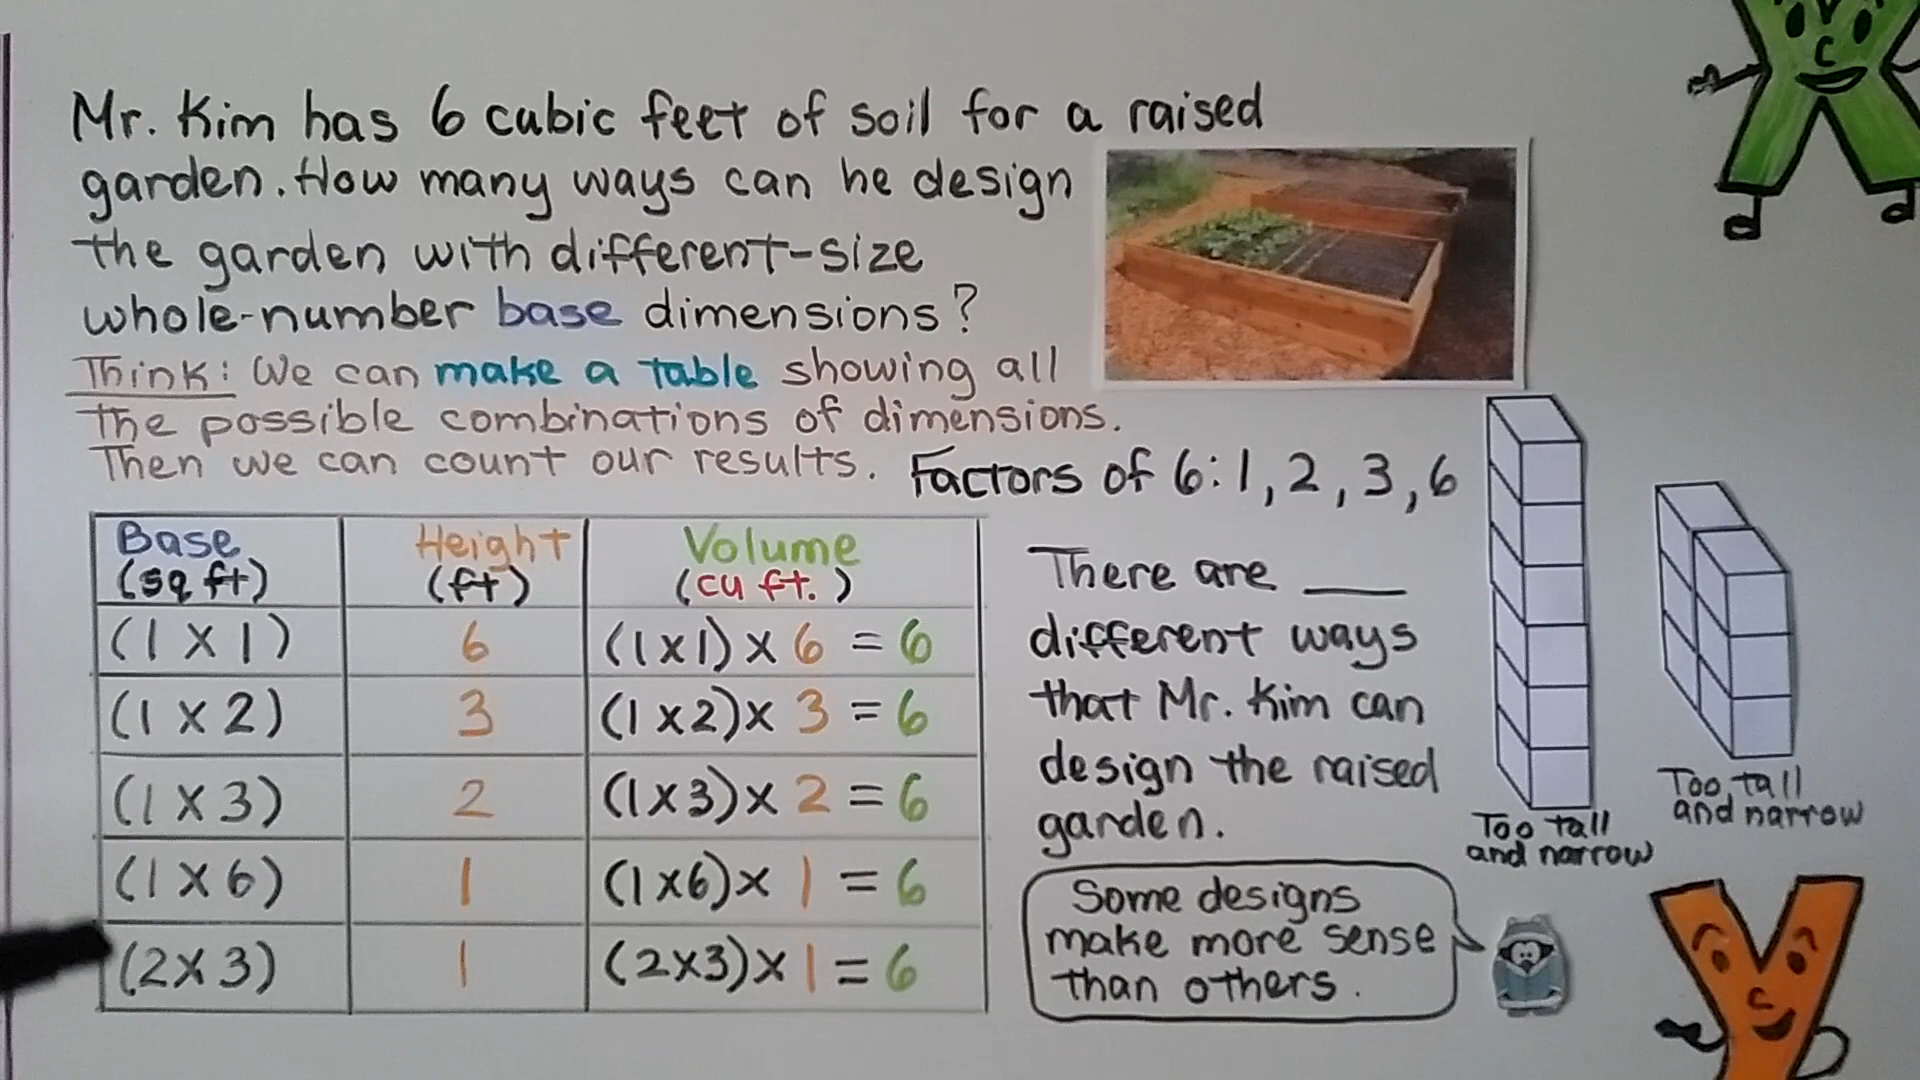 Mr. Kim has 6 cubic feet of soil for a raised
garden. How many ways can he design
the garden with different-size
whole-number base dimensions?
Think: We can make a table showing all
the possible combinations of dimensions.
Then we can count our results.
Factors of 6: 1, 2, 3, 6
Base Height Volume
(sq ft) (ft) (cu ft.)
(1 x 1) 6 (1x1) x 6 = 6
(1 x 2) 3 (1x2) x 3 = 6
(1 x 3) 2 (1x3) x 2 = 6
(1 x 6) 1 (1x6) x 1 = 6
(2 x 3) 1 (2x3) x 1 = 6
There are ___
different ways
that Mr. Kim can
design the raised
garden.
Too tall
and narrow
Too tall
and narrow
Some designs
make more sense
than others.